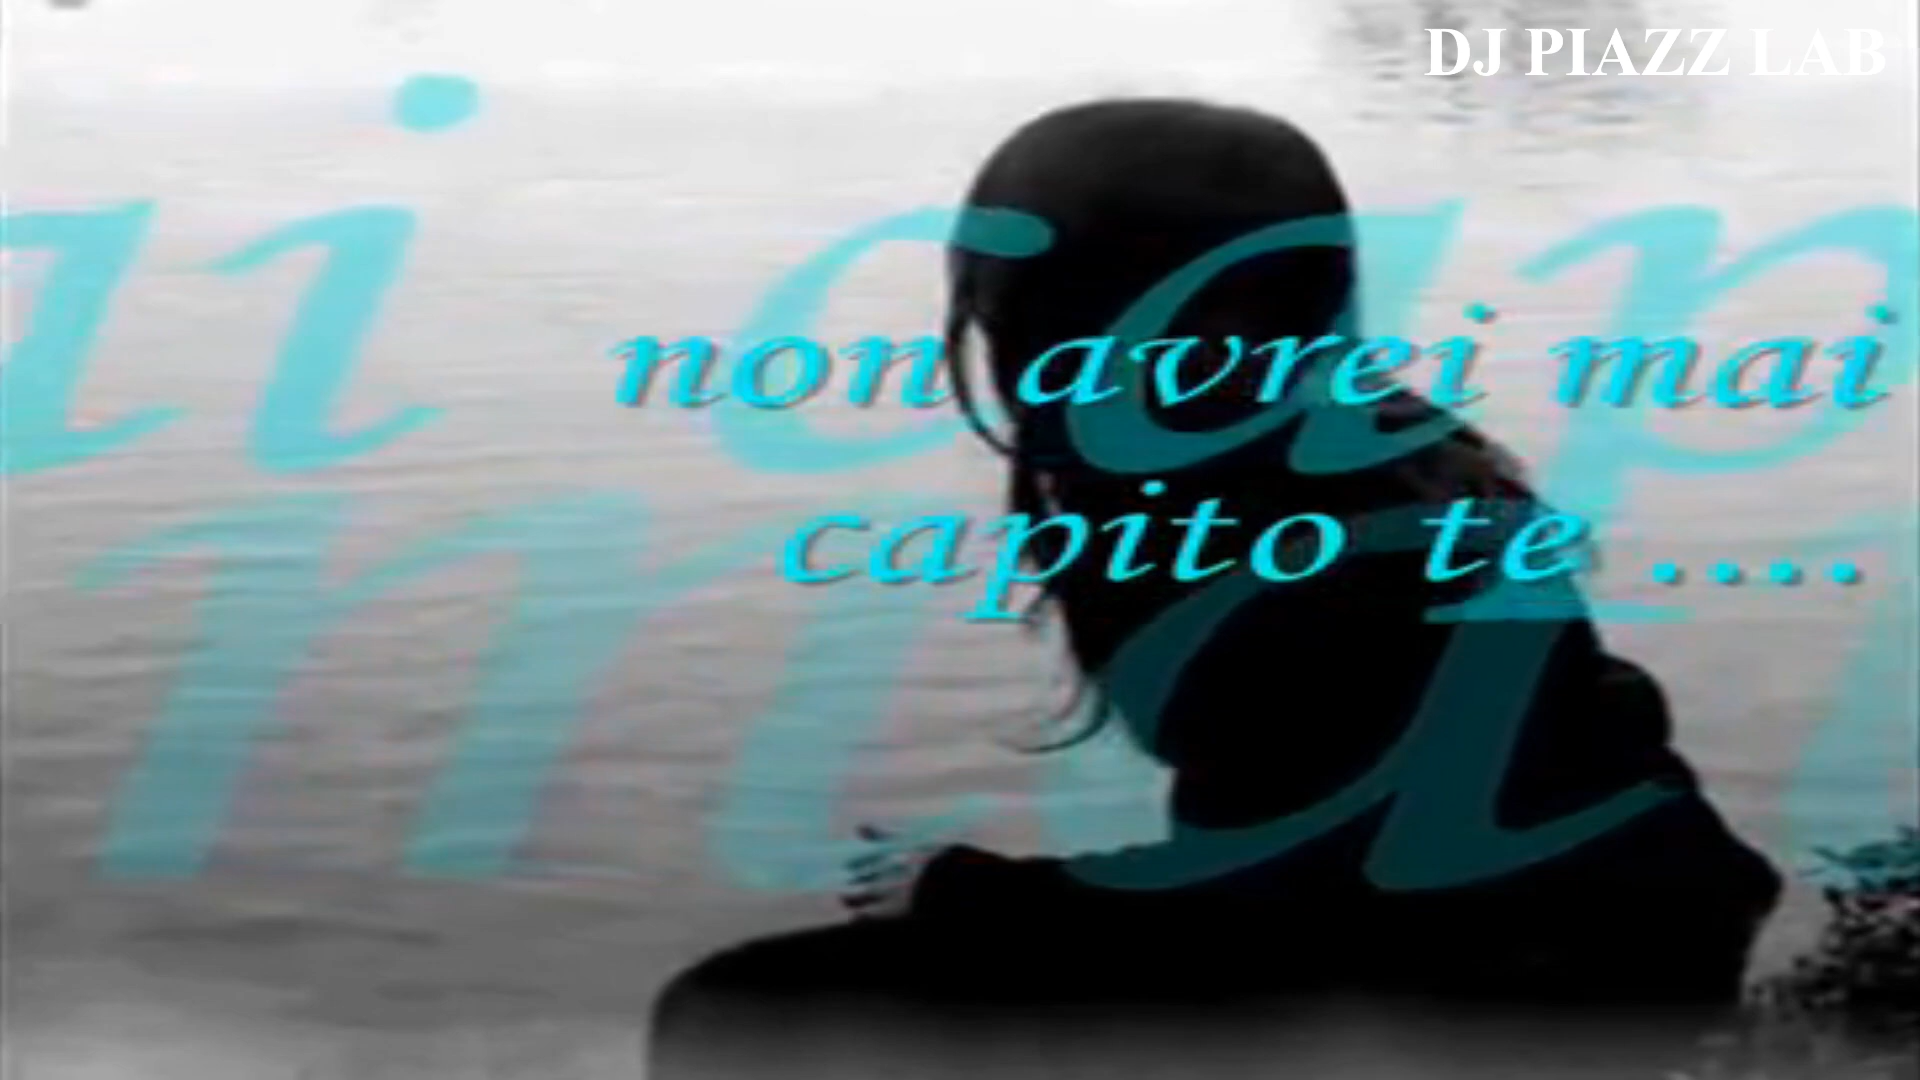 DJ PIAZZ LAB
non avrei mai
capito te ....